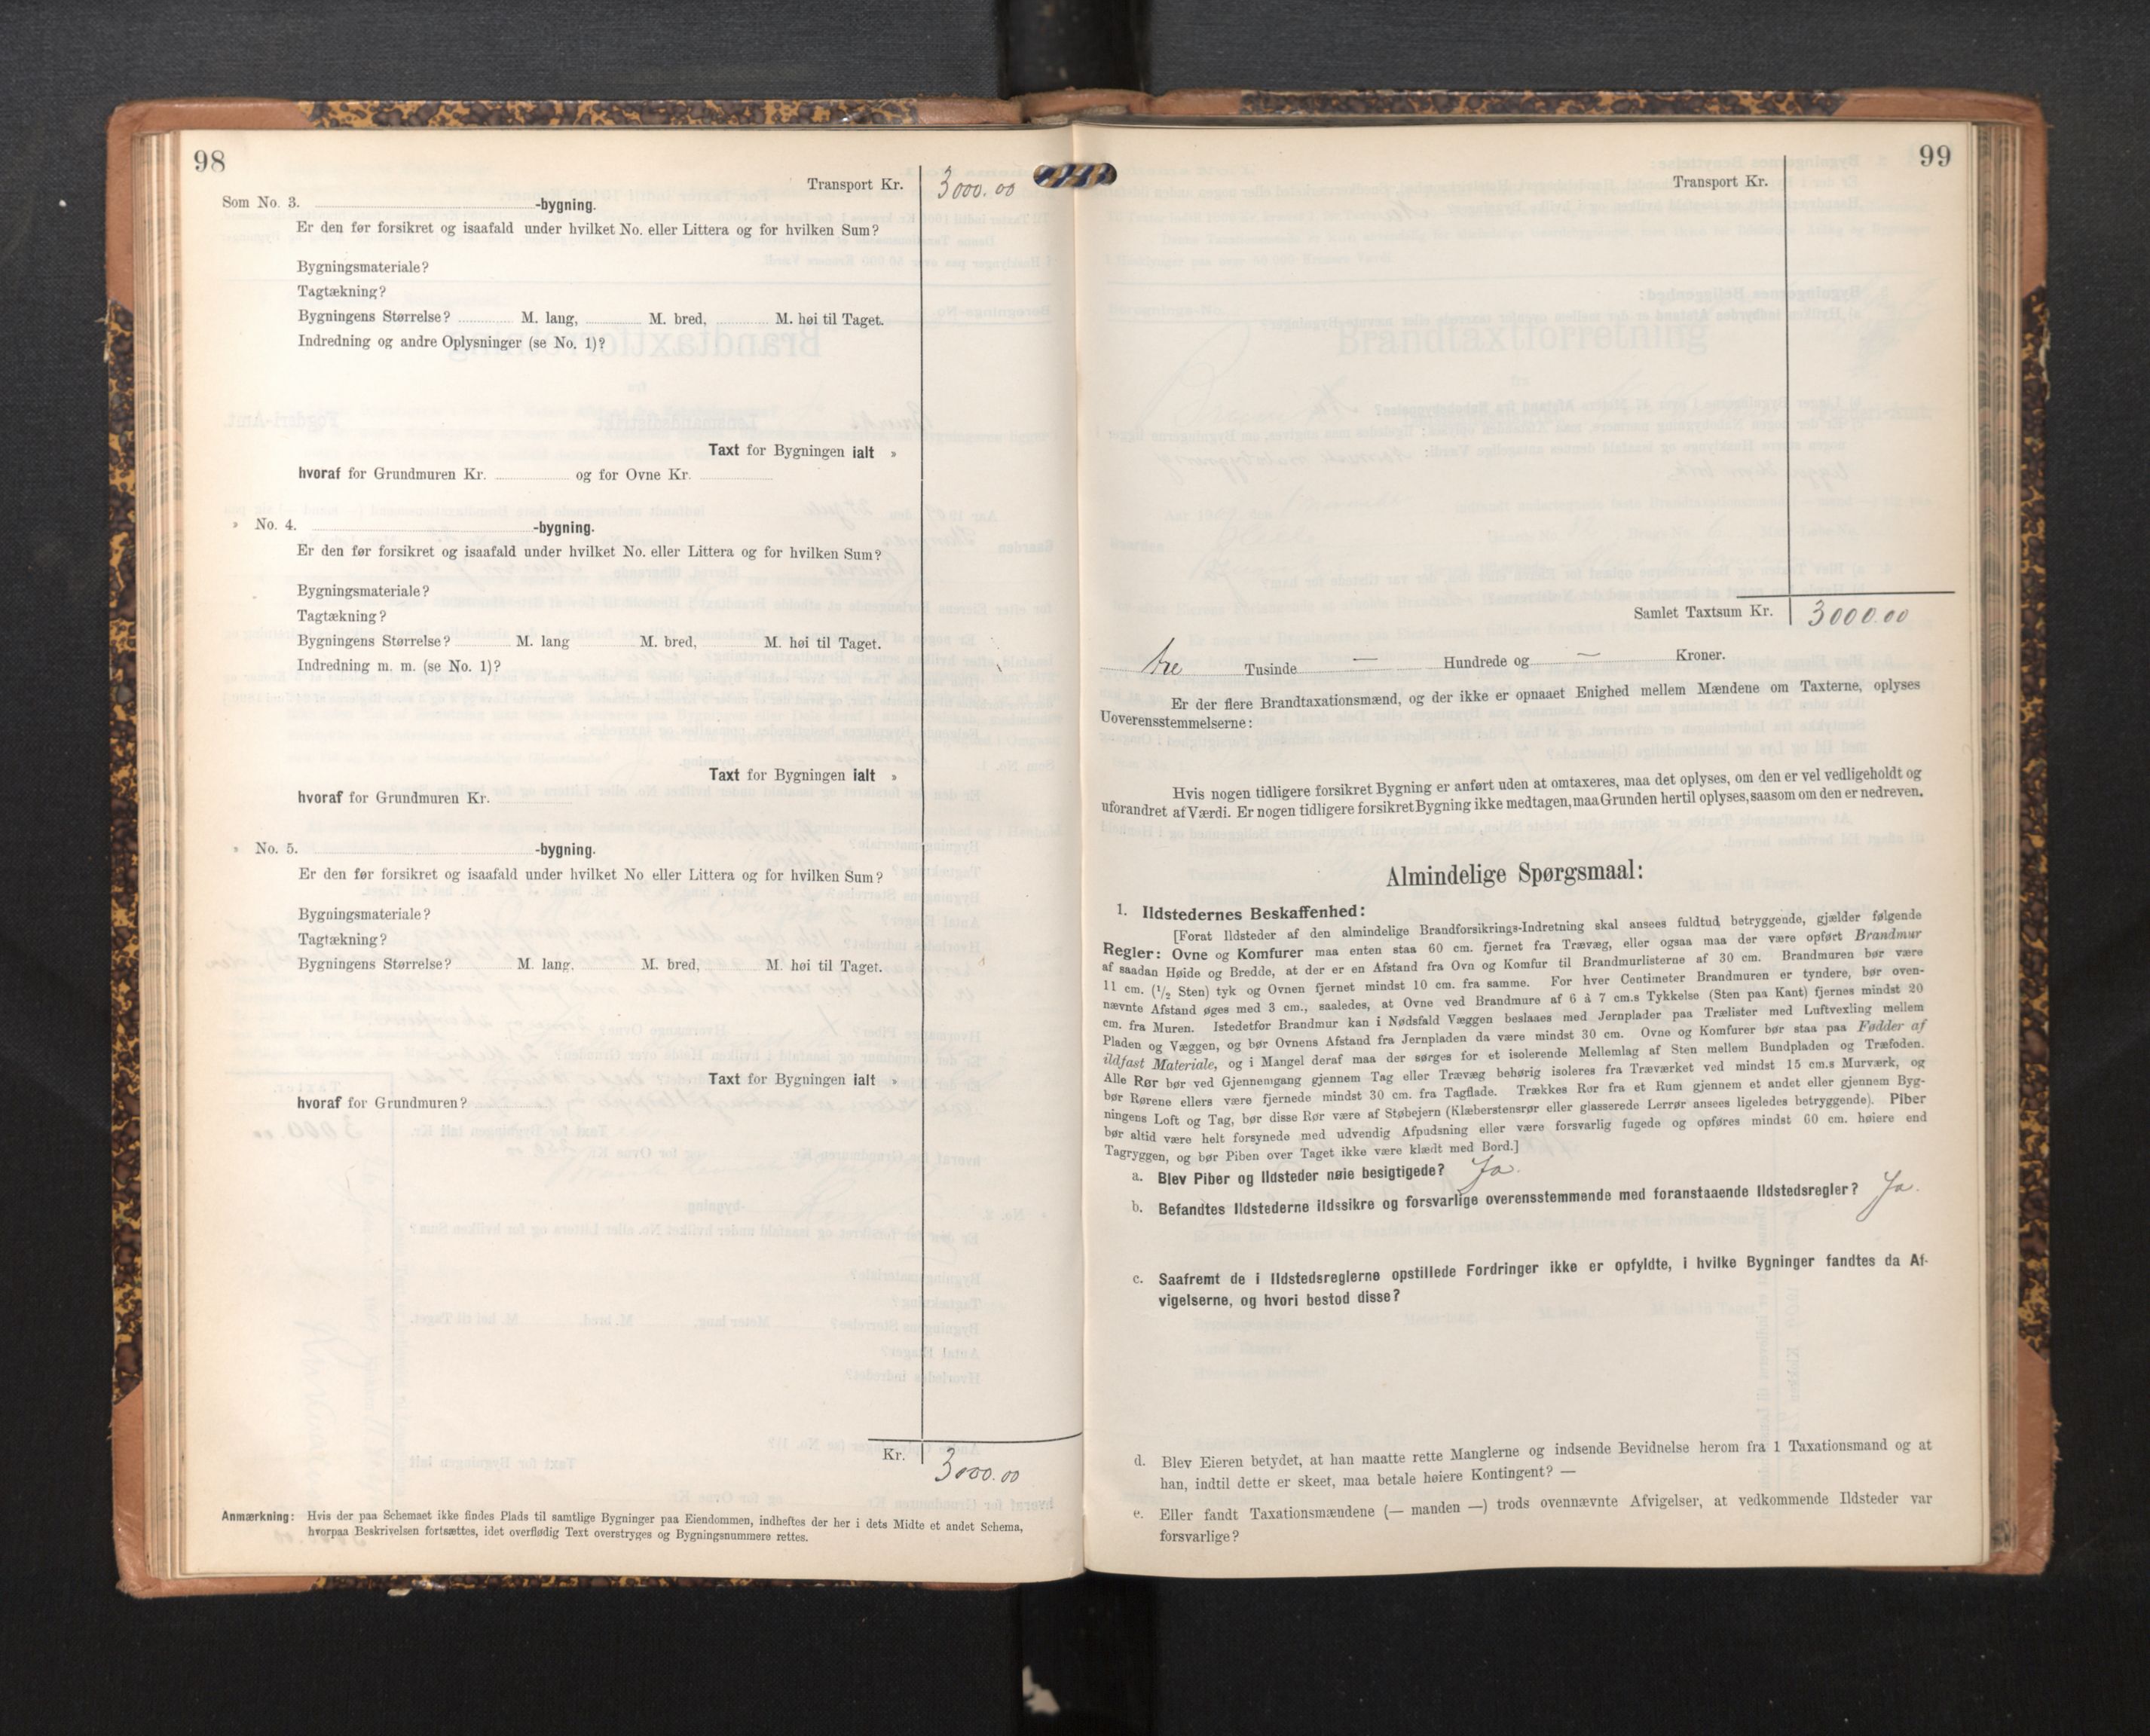 98
Transport Kr. 3000.00
Som No. 3. -bygning.
Er den før forsikret og isaafald under hvilket No. eller Littera og for hvilken Sum?
Bygningsmateriale?
Tagtækning?
Bygningens Størrelse? M. lang, M. bred, M. høi til Taget.
Indredning og andre Oplysninger (se No. 1)?
Taxt for Bygningen ialt »
hvoraf for Grundmuren Kr. og for Ovne Kr.
» No. 4. -bygning.
Er den før forsikret og isaafald under hvilket No. eller Littera og for hvilken Sum?
Bygningsmateriale?
Tagtækning?
Bygningens Størrelse? M. lang M. bred, M. høi til Taget.
Indredning m. m. (se No. 1)?
Taxt for Bygningen ialt »
hvoraf for Grundmuren Kr.
» No. 5. -bygning.
Er den før forsikret og isaafald under hvilket No eller Littera og for hvilken Sum?
Bygningsmateriale?
Tagtækning?
Bygningens Størrelse? M. lang. M. bred, M. høi til Taget.
Taxt for Bygningen ialt »
hvoraf for Grundmuren?
Kr. 3000.00
Anmærkning: Hvis der paa Schemaet ikke findes Plads til samtlige Bygninger paa Eiendommen, indheftes der her i dets Midte et andet Schema,
hvorpaa Beskrivelsen fortsættes, idet overflødig Text overstryges og Bygningsnummere rettes.
99
Transport Kr.
Samlet Taxtsum Kr. 3000.00
tre Tusinde — Hundrede og — Kroner.
Er der flere Brandtaxationsmænd, og der ikke er opnaaet Enighed mellem Mændene om Taxterne, oplyses
Uoverensstemmelserne:
Hvis nogen tidligere forsikret Bygning er anført uden at omtaxeres, maa det oplyses, om den er vel vedligeholdt og
uforandret af Værdi. Er nogen tidligere forsikret Bygning ikke medtagen, maa Grunden hertil oplyses, saasom om den er nedreven.
Almindelige Spørgsmaal:
1. Ildstedernes Beskaffenhed:
[Forat Ildsteder af den almindelige Brandforsikrings-Indretning skal ansees fuldtud betryggende, gjælder følgende
Regler: Ovne og Komfurer maa enten staa 60 cm. fjernet fra Trævæg, eller ogsaa maa der være opført Brandmur
af saadan Høide og Bredde, at der er en Afstand fra Ovn og Komfur til Brandmurlisterne af 30 cm. Brandmuren bør være
11 cm. (1/2 Sten) tyk og Ovnen fjernet mindst 10 cm. fra samme. For hver Centimeter Brandmuren er tyndere, bør oven-
nævnte Afstand øges med 3 cm., saaledes, at Ovne ved Brandmure af 6 à 7 cm.s Tykkelse (Sten paa Kant) fjernes mindst 20
cm. fra Muren. Istedetfor Brandmur kan i Nødsfald Væggen beslaaes med Jernplader paa Trælister med Luftvexling mellem
Pladen og Væggen, og bør Ovnens Afstand fra Jernpladen da være mindst 30 cm. Ovne og Komfurer bør staa paa Fødder af
ildfast Materiale, og i Mangel deraf maa der sørges for et isolerende Mellemlag af Sten mellem Bundpladen og Træfoden.
Alle Rør bør ved Gjennemgang gjennem Tag eller Trævæg behørig isoleres fra Træværket ved mindst 15 cm.s Murværk, og
bør Rørene ellers være fjernede mindst 30 cm. fra Tagflade. Trækkes Rør fra et Rum gjennem et andet eller gjennem Byg-
ningens Loft og Tag, bør disse Rør være af Støbejern (Klæberstensrør eller glasserede Lerrør ansees ligeledes betryggende). Piber
bør altid være helt forsynede med udvendig Afpudsning eller være forsvarlig fugede og opføres mindst 60 cm. høiere end
Tagryggen, og bør Piben over Taget ikke være klædt med Bord.]
a. Blev Piber og Ildsteder nøie besigtigede? Ja.
b. Befandtes Ildstederne ildssikre og forsvarlige overensstemmende med foranstaaende Ildstedsregler? Ja.
c. Saafremt de i Ildstedsreglerne opstillede Fordringer ikke er opfyldte, i hvilke Bygninger fandtes da Af-
vigelserne, og hvori bestod disse?
d. Blev Eieren betydet, at han maatte rette Manglerne og indsende Bevidnelse herom fra 1 Taxationsmand og at
han, indtil dette er skeet, maa betale høiere Kontingent? —
e. Eller fandt Taxationsmændene (— manden —) trods ovennævnte Afvigelser, at vedkommende Ildsteder var
forsvarlige?